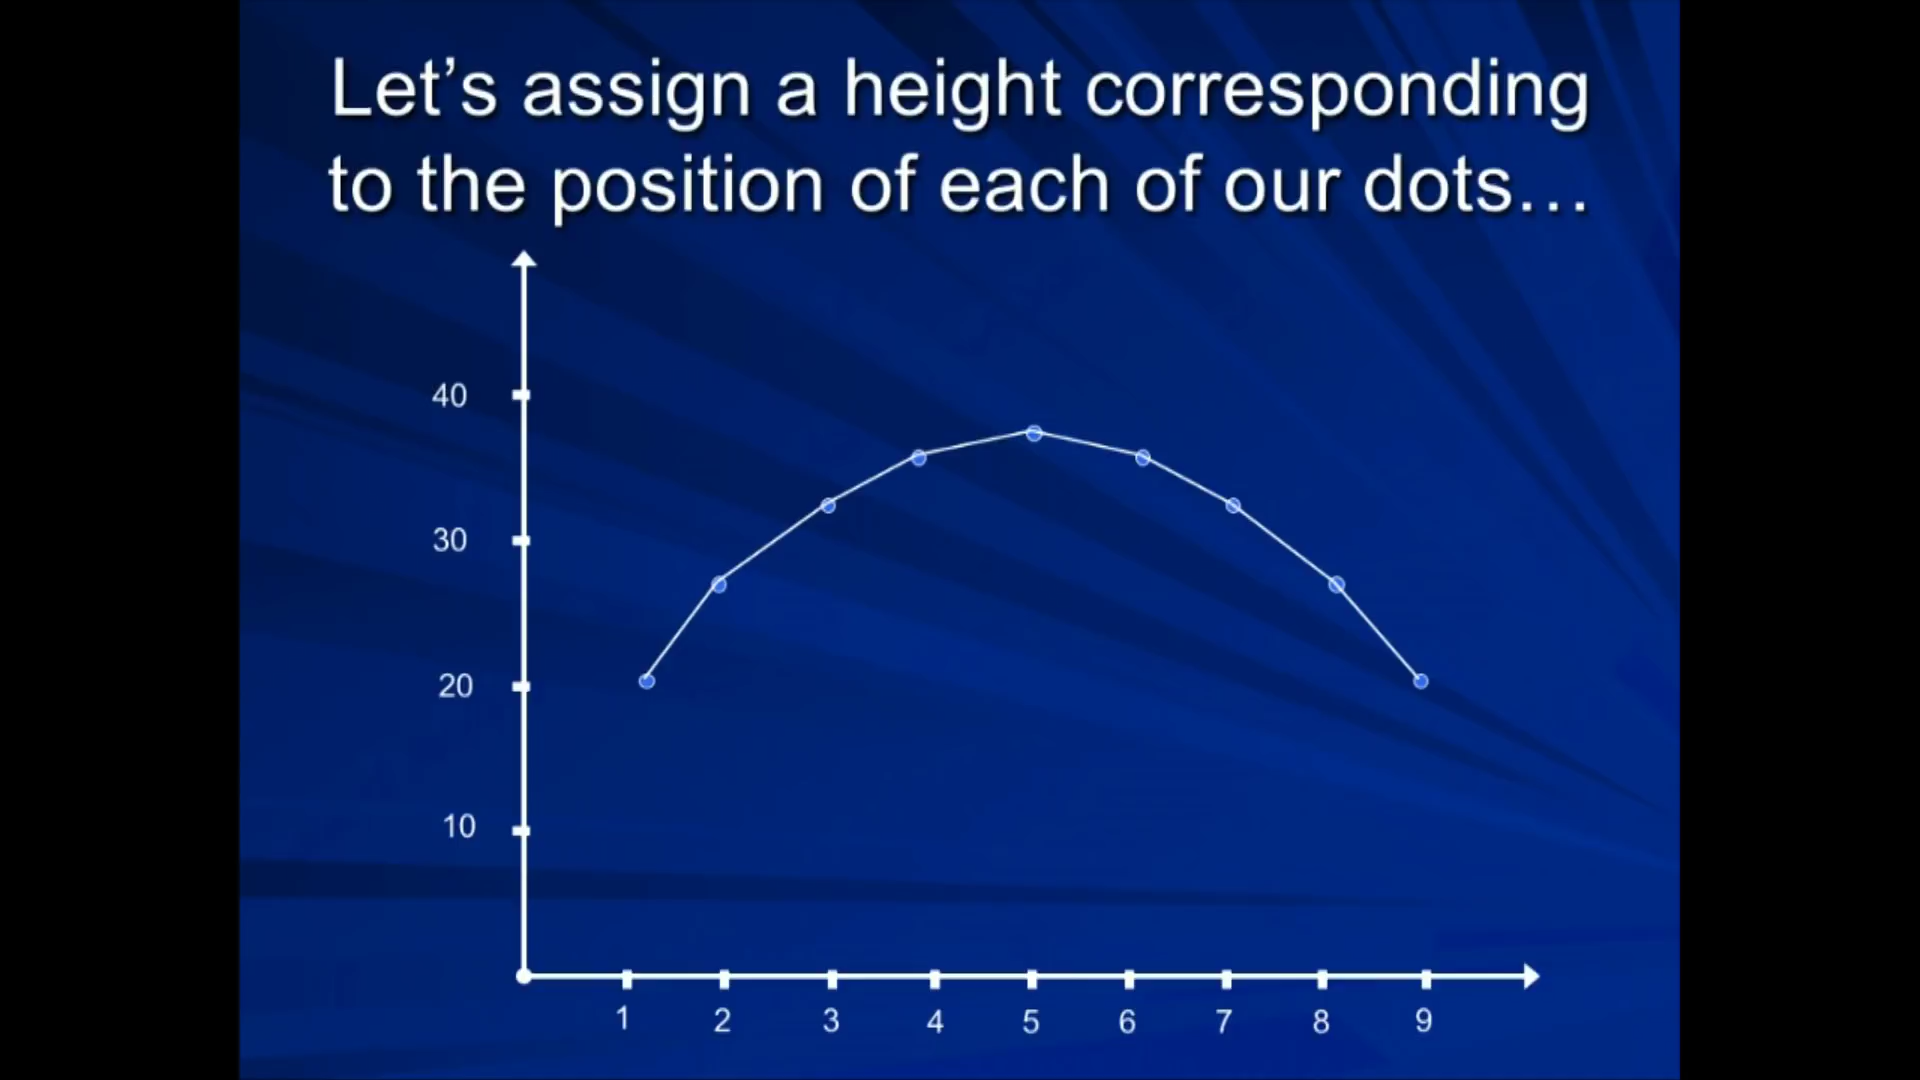 Let’s assign a height corresponding
to the position of each of our dots…
40
30
20
10
1 2 3 4 5 6 7 8 9